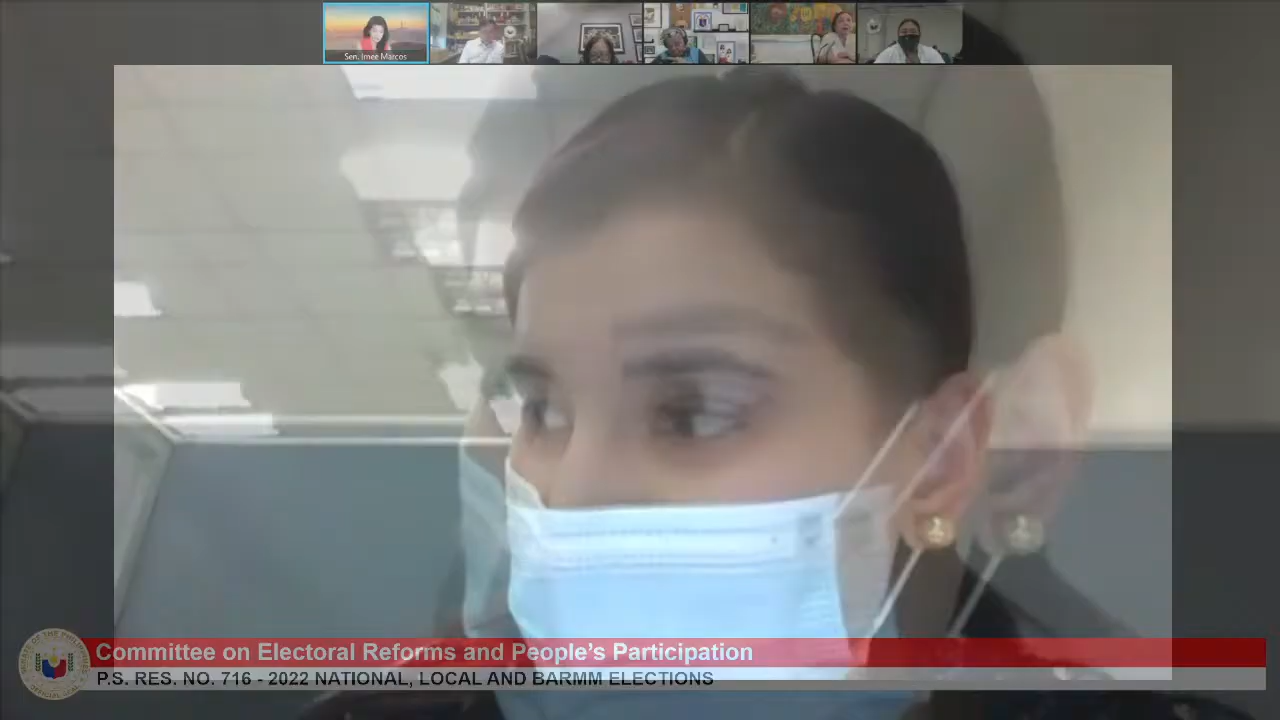 Sen. Imee Marcos
Committee on Electoral Reforms and People's Participation
P.S. RES. NO. 716 - 2022 NATIONAL, LOCAL AND BARMM ELECTIONS